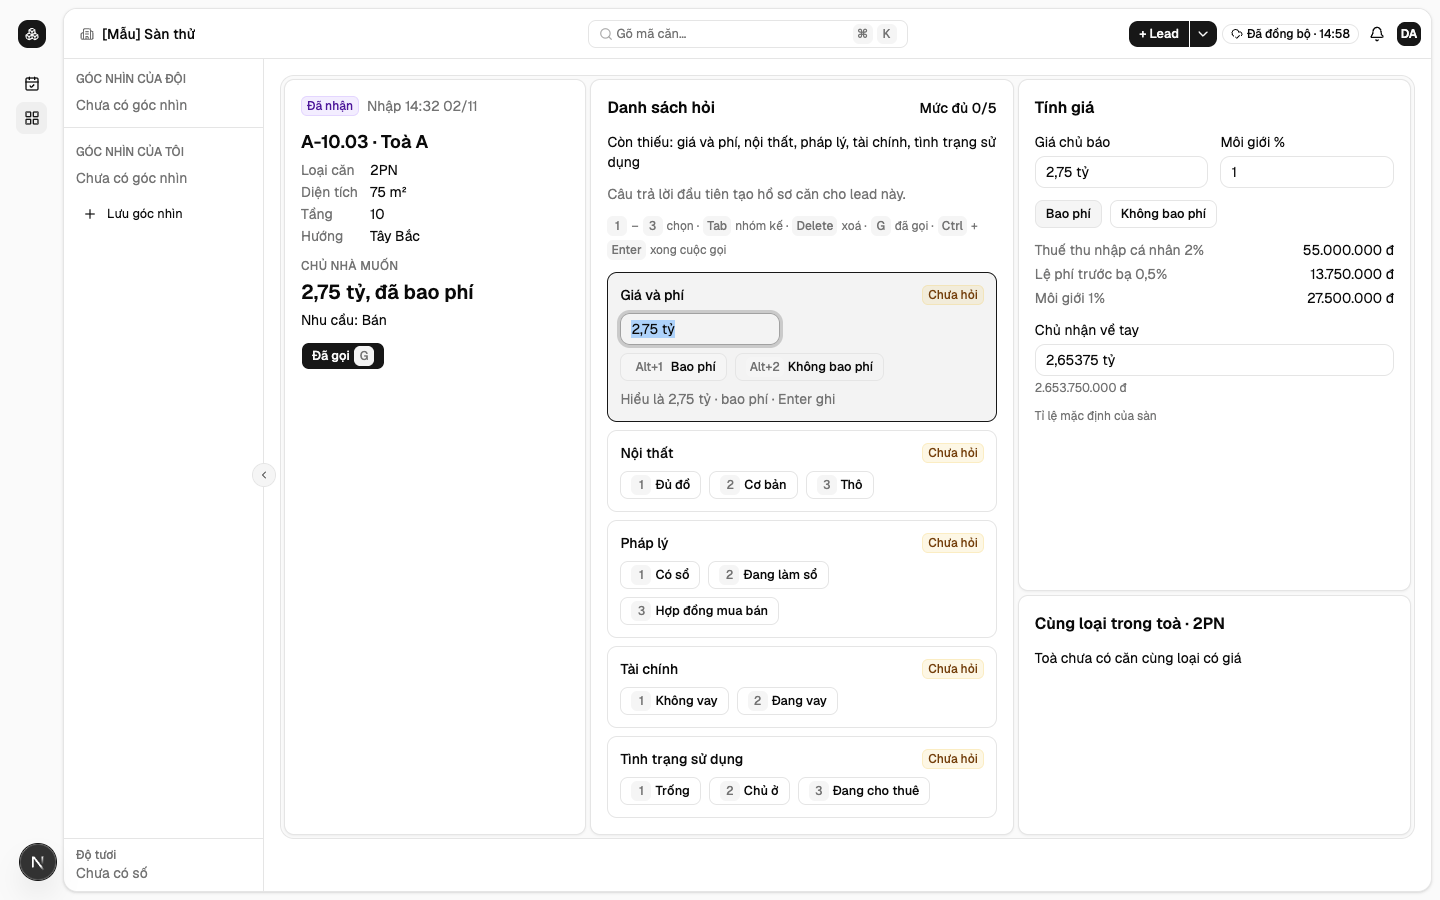 [Mẫu] Sàn thử
Gõ mã căn...
⌘ K
+ Lead
Đã đồng bộ · 14:58
DA
GÓC NHÌN CỦA ĐỘI
Chưa có góc nhìn
GÓC NHÌN CỦA TÔI
Chưa có góc nhìn
+ Lưu góc nhìn
Độ tươi
Chưa có số
N
Đã nhận Nhập 14:32 02/11
A-10.03 · Toà A
Loại căn 2PN
Diện tích 75 m²
Tầng 10
Hướng Tây Bắc
CHỦ NHÀ MUỐN
2,75 tỷ, đã bao phí
Nhu cầu: Bán
Đã gọi G
Danh sách hỏi Mức đủ 0/5
Còn thiếu: giá và phí, nội thất, pháp lý, tài chính, tình trạng sử
dụng
Câu trả lời đầu tiên tạo hồ sơ căn cho lead này.
1 – 3 chọn · Tab nhóm kế · Delete xoá · G đã gọi · Ctrl +
Enter xong cuộc gọi
Giá và phí Chưa hỏi
2,75 tỷ
Alt+1 Bao phí Alt+2 Không bao phí
Hiểu là 2,75 tỷ · bao phí · Enter ghi
Nội thất Chưa hỏi
1 Đủ đồ 2 Cơ bản 3 Thô
Pháp lý Chưa hỏi
1 Có sổ 2 Đang làm sổ
3 Hợp đồng mua bán
Tài chính Chưa hỏi
1 Không vay 2 Đang vay
Tình trạng sử dụng Chưa hỏi
1 Trống 2 Chủ ở 3 Đang cho thuê
Tính giá
Giá chủ báo Môi giới %
2,75 tỷ 1
Bao phí Không bao phí
Thuế thu nhập cá nhân 2% 55.000.000 đ
Lệ phí trước bạ 0,5% 13.750.000 đ
Môi giới 1% 27.500.000 đ
Chủ nhận về tay
2,65375 tỷ
2.653.750.000 đ
Tỉ lệ mặc định của sàn
Cùng loại trong toà · 2PN
Toà chưa có căn cùng loại có giá